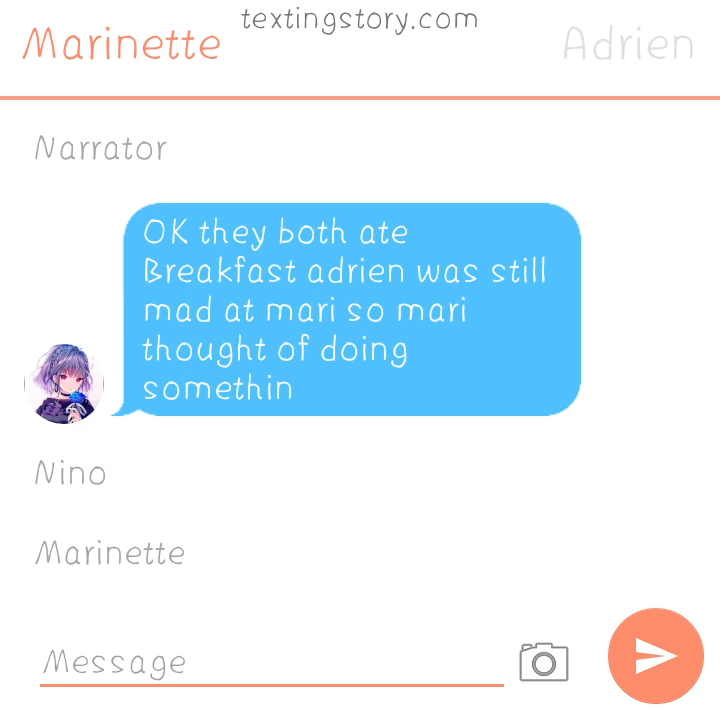 textingstory.com
Marinette
Adrien
Narrator
OK they both ate
Breakfast adrien was still
mad at mari so mari
thought of doing
somethin
Nino
Marinette
Message